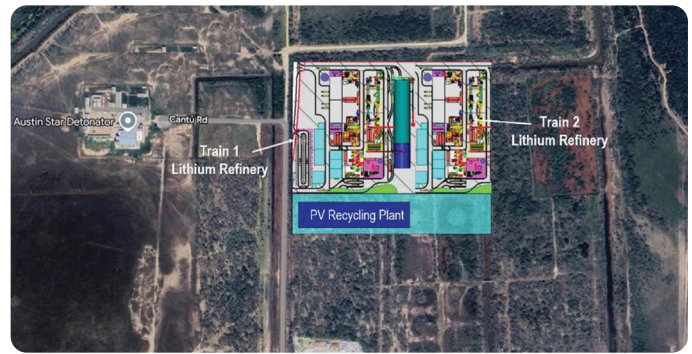 Austin Star Detonator
Cantu Rd
Train 1
Lithium Refinery
Train 2
Lithium Refinery
PV Recycling Plant